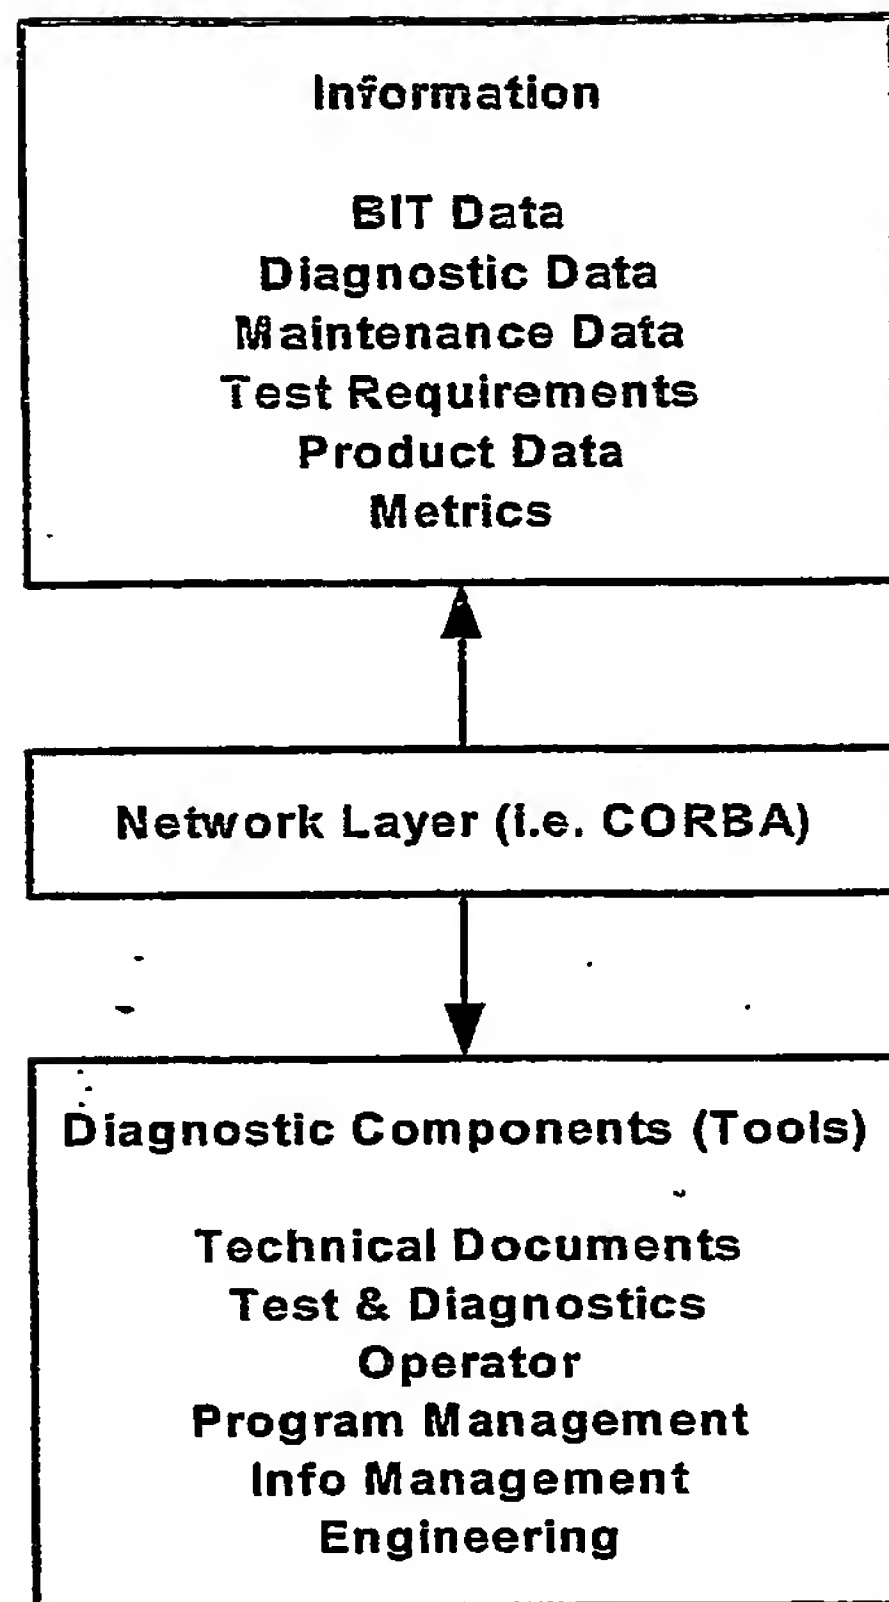 Information
BIT Data
Diagnostic Data
Maintenance Data
Test Requirements
Product Data
Metrics
Network Layer (i.e. CORBA)
Diagnostic Components (Tools)
Technical Documents
Test & Diagnostics
Operator
Program Management
Info Management
Engineering